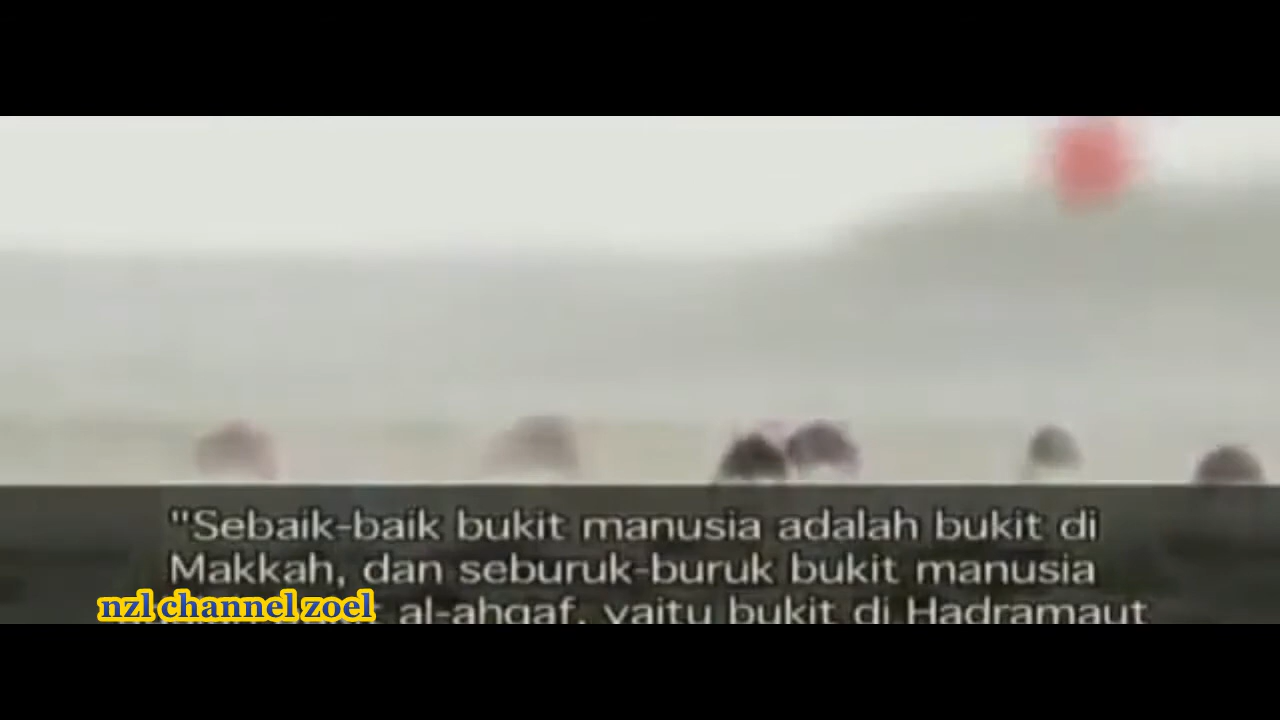 "Sebaik-baik bukit manusia adalah bukit di
Makkah, dan seburuk-buruk bukit manusia
al-ahqaf, yaitu bukit di Hadramaut
nzl channel zoel